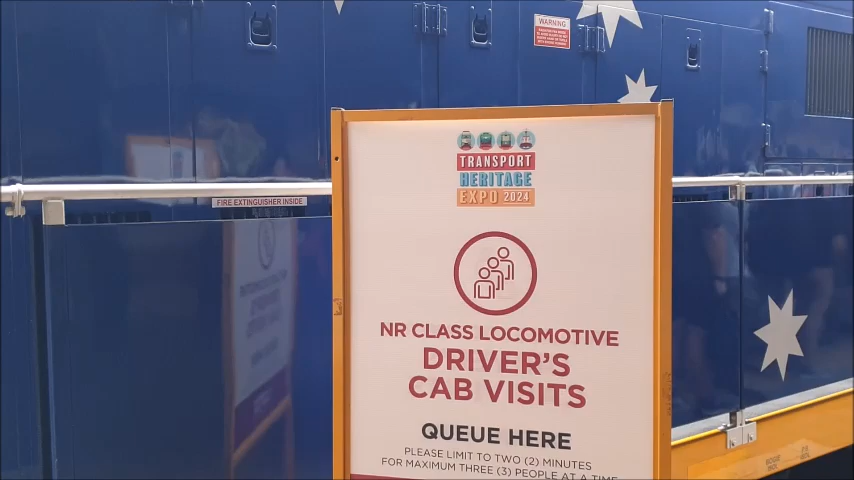 WARNING
FIRE EXTINGUISHER INSIDE
TRANSPORT
HERITAGE
EXPO 2024
NR CLASS LOCOMOTIVE
DRIVER'S
CAB VISITS
QUEUE HERE
PLEASE LIMIT TO TWO (2) MINUTES
FOR MAXIMUM THREE (3) PEOPLE AT A TIME